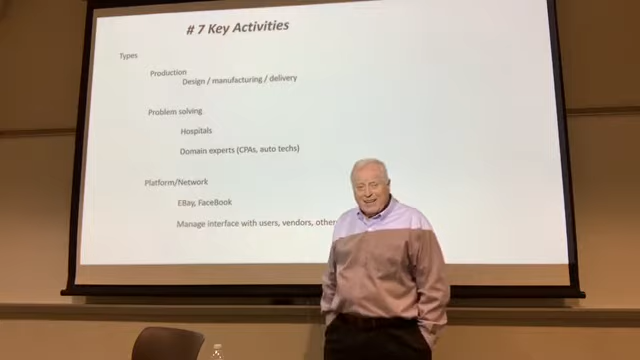 # 7 Key Activities
Types
Production
Design / manufacturing / delivery
Problem solving
Hospitals
Domain experts (CPAs, auto techs)
Platform/Network
EBay, FaceBook
Manage interface with users, vendors, other